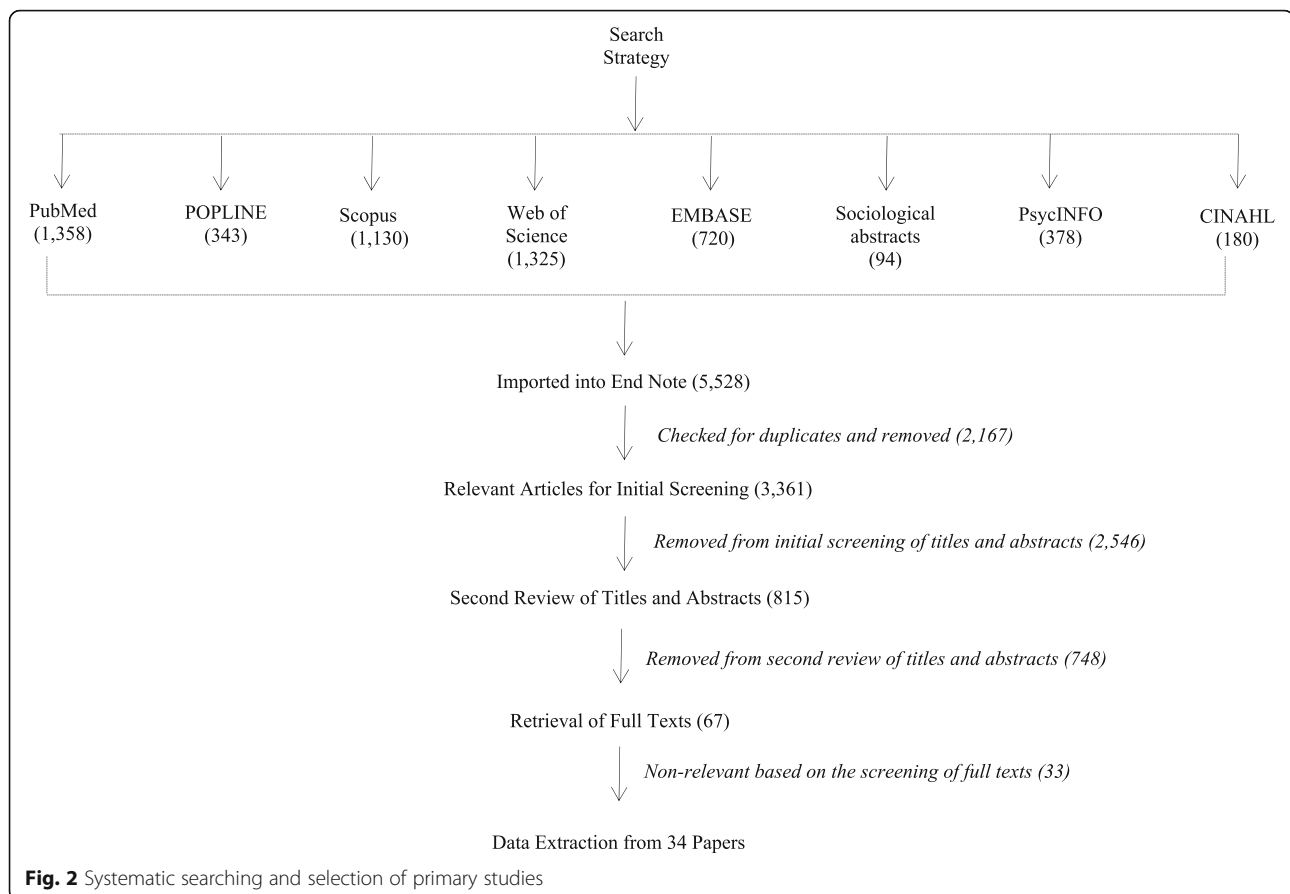 Search
Strategy
PubMed
(1,358)
POPLINE
(343)
Scopus
(1,130)
Web of
Science
(1,325)
EMBASE
(720)
Sociological
abstracts
(94)
PsycINFO
(378)
CINAHL
(180)
Imported into End Note (5,528)
Checked for duplicates and removed (2,167)
Relevant Articles for Initial Screening (3,361)
Removed from initial screening of titles and abstracts (2,546)
Second Review of Titles and Abstracts (815)
Removed from second review of titles and abstracts (748)
Retrieval of Full Texts (67)
Non-relevant based on the screening of full texts (33)
Data Extraction from 34 Papers
Fig. 2 Systematic searching and selection of primary studies